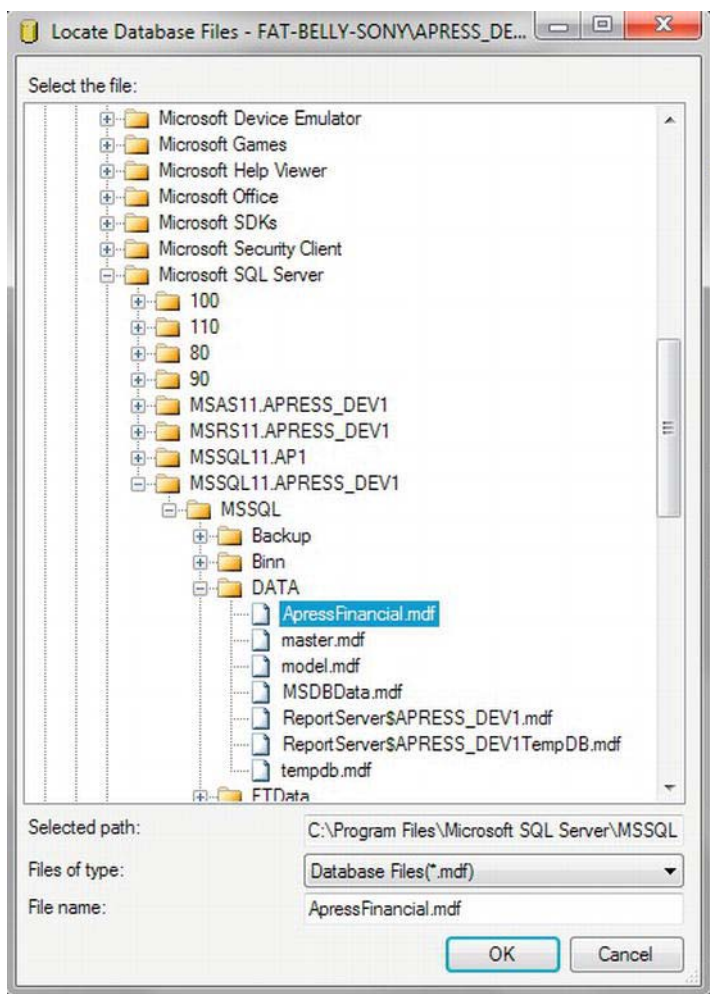 Locate Database Files - FAT-BELLY-SONY\APRESS_DE...
Select the file:
Microsoft Device Emulator
Microsoft Games
Microsoft Help Viewer
Microsoft Office
Microsoft SDKs
Microsoft Security Client
Microsoft SQL Server
100
110
80
90
MSAS11.APRESS_DEV1
MSRS11.APRESS_DEV1
MSSQL11.AP1
MSSQL11.APRESS_DEV1
MSSQL
Backup
Binn
DATA
ApressFinancial.mdf
master.mdf
model.mdf
MSDBData.mdf
ReportServer$APRESS_DEV1.mdf
ReportServer$APRESS_DEV1TempDB.mdf
tempdb.mdf
FTData
Selected path: C:\Program Files\Microsoft SQL Server\MSSQL
Files of type: Database Files(*.mdf)
File name: ApressFinancial.mdf
OK Cancel